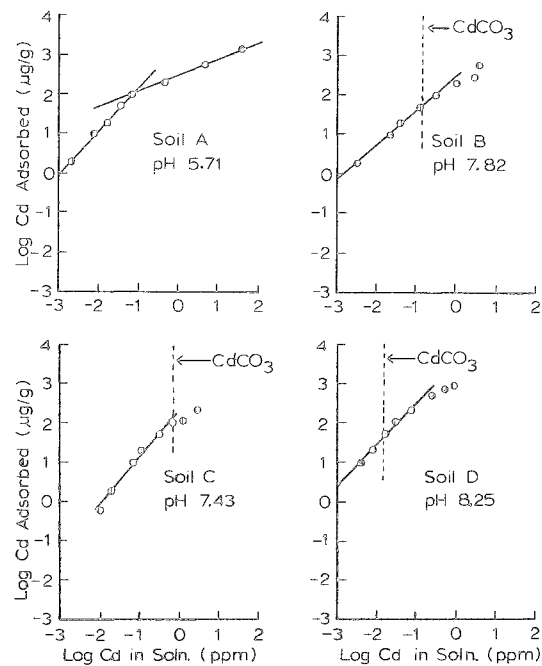 4
3
2
1
0
−1
2
−3
Log Cd Adsorbed (µg/g)
Soil A
pH 5.71
−3 −2 −1 0 1 2
4
3
2
1
0
−1
−2
−3
←CdCO3
Soil B
pH 7.82
−3 −2 −1 0 1 2
4
3
2
1
0
−1
−2
−3
Log Cd Adsorbed (µg/g)
←CdCO3
Soil C
pH 7.43
−3 −2 −1 0 1 2
Log Cd in Soln. (ppm)
4
3
2
1
0
−1
−2
−3
←CdCO3
Soil D
pH 8.25
−3 −2 −1 0 1 2
Log Cd in Soln. (ppm)